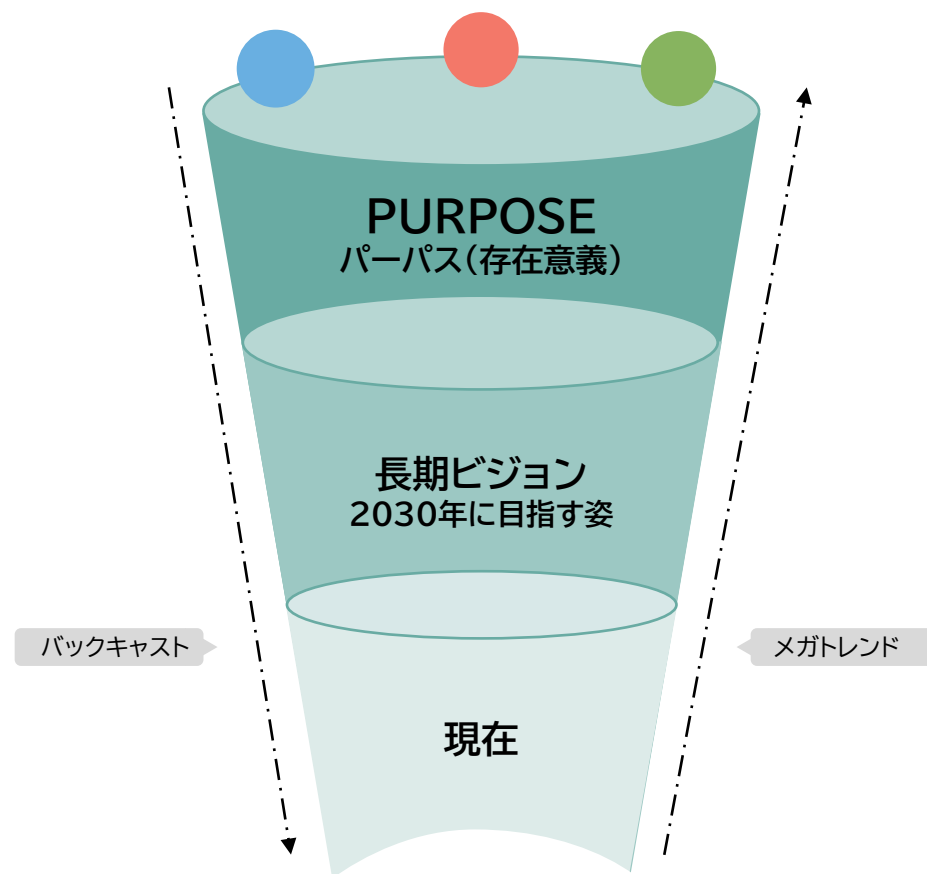 PURPOSE
パーパス（存在意義）
長期ビジョン
2030年に目指す姿
バックキャスト
メガトレンド
現在